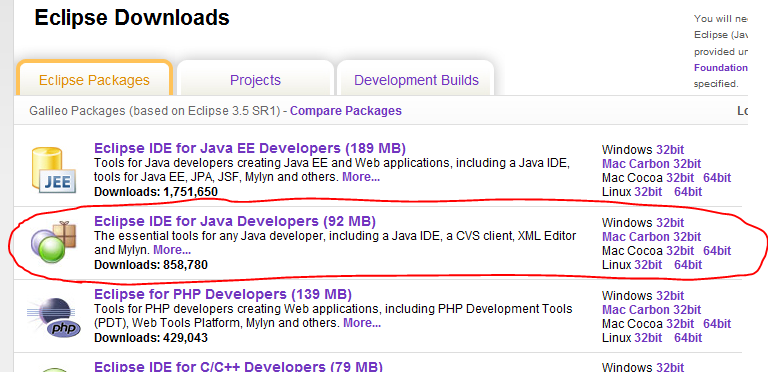 Eclipse Downloads
You will ne
Eclipse (Jav
provided un
Foundation
specified.
Eclipse Packages
Projects
Development Builds
Galileo Packages (based on Eclipse 3.5 SR1) - Compare Packages
Eclipse IDE for Java EE Developers (189 MB)
Tools for Java developers creating Java EE and Web applications, including a Java IDE,
tools for Java EE, JPA, JSF, Mylyn and others. More...
Downloads: 1,751,650
JEE
Windows 32bit
Mac Carbon 32bit
Mac Cocoa 32bit 64bit
Linux 32bit 64bit
Eclipse IDE for Java Developers (92 MB)
The essential tools for any Java developer, including a Java IDE, a CVS client, XML Editor
and Mylyn. More...
Downloads: 858,780
Windows 32bit
Mac Carbon 32bit
Mac Cocoa 32bit 64bit
Linux 32bit 64bit
Eclipse for PHP Developers (139 MB)
Tools for PHP developers creating Web applications, including PHP Development Tools
(PDT), Web Tools Platform, Mylyn and others. More...
Downloads: 429,043
php
Windows 32bit
Mac Carbon 32bit
Mac Cocoa 32bit 64bit
Linux 32bit 64bit
Eclipse IDE for C/C++ Developers (79 MB)
Windows 32bit